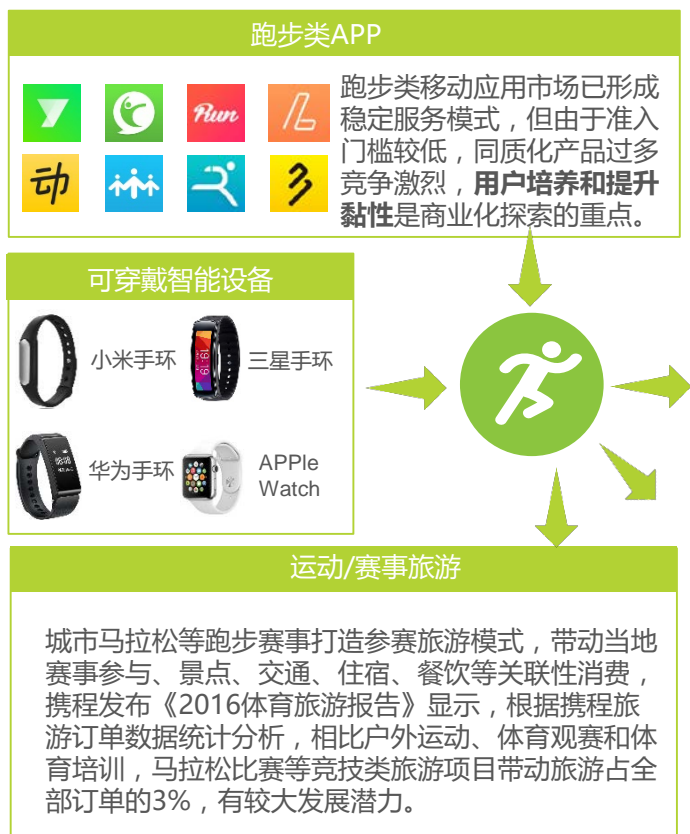 跑步类APP
Run
动
跑步类移动应用市场已形成
稳定服务模式，但由于准入
门槛较低，同质化产品过多
竞争激烈，用户培养和提升
黏性是商业化探索的重点。
可穿戴智能设备
小米手环
19:19
三星手环
华为手环
08:08
APPle
Watch
运动/赛事旅游
城市马拉松等跑步赛事打造参赛旅游模式，带动当地
赛事参与、景点、交通、住宿、餐饮等关联性消费，
携程发布《2016体育旅游报告》显示，根据携程旅
游订单数据统计分析，相比户外运动、体育观赛和体
育培训，马拉松比赛等竞技类旅游项目带动旅游占全
部订单的3%，有较大发展潜力。